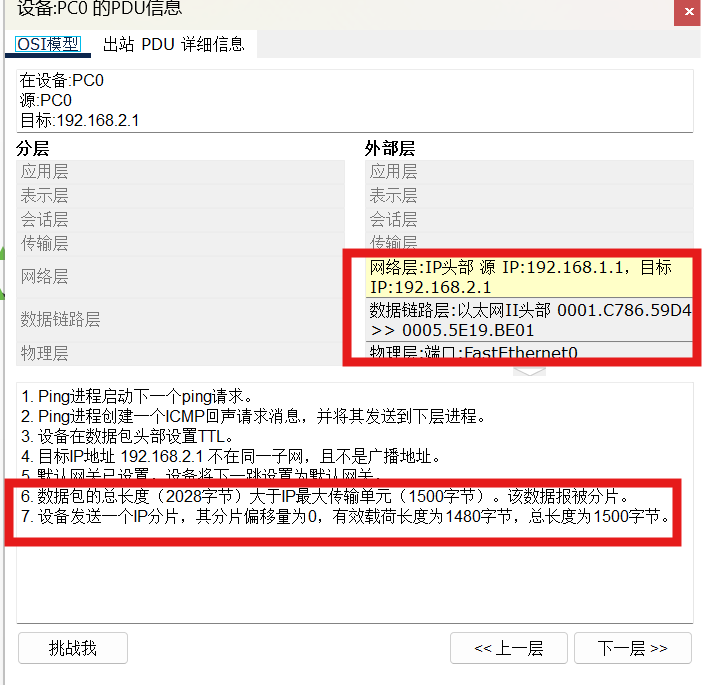 设备:PC0 的PDU信息
OSI模型 出站 PDU 详细信息
在设备:PC0
源:PC0
目标:192.168.2.1
分层 外部层
应用层 应用层
表示层 表示层
会话层 会话层
传输层 传输层
网络层 网络层:IP头部 源 IP:192.168.1.1, 目标
IP:192.168.2.1
数据链路层 数据链路层:以太网II头部 0001.C786.59D4
>> 0005.5E19.BE01
物理层 物理层:端口:FastEthernet0
1. Ping进程启动下一个ping请求。
2. Ping进程创建一个ICMP回声请求消息，并将其发送到下层进程。
3. 设备在数据包头部设置TTL。
4. 目标IP地址 192.168.2.1 不在同一子网，且不是广播地址。
5. 默认网关已设置。设备将下一跳设置为默认网关。
6. 数据包的总长度（2028字节）大于IP最大传输单元（1500字节）。该数据报被分片。
7. 设备发送一个IP分片，其分片偏移量为0，有效载荷长度为1480字节，总长度为1500字节。
挑战我 << 上一层 下一层 >>